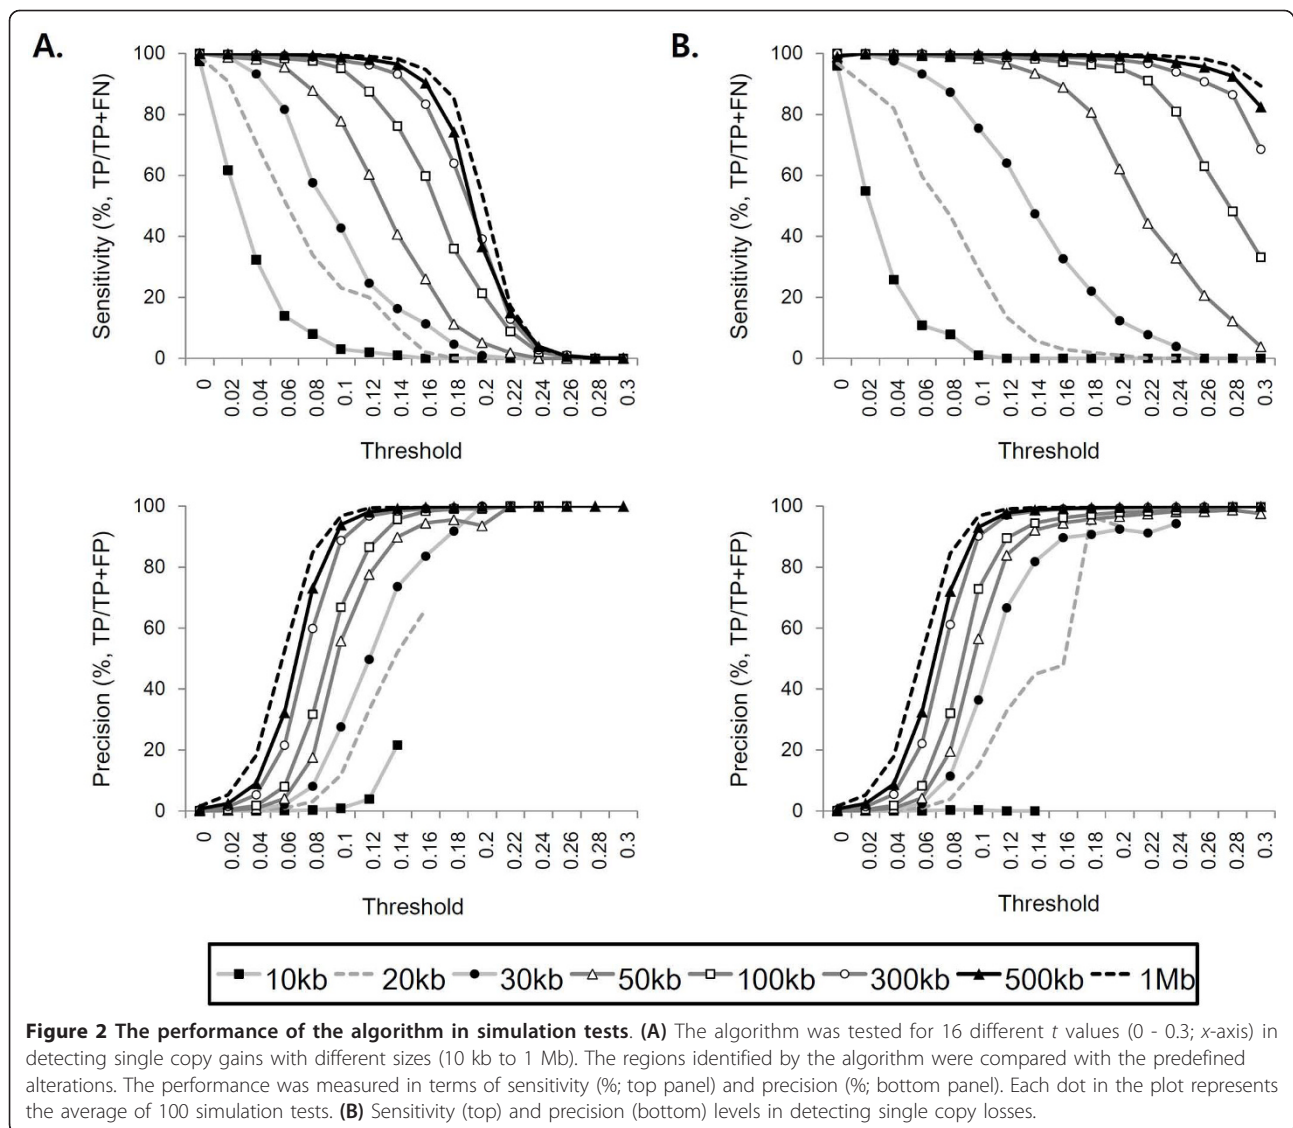 A.
B.
Sensitivity (%, TP/TP+FN)
100
80
60
40
20
0
0 0.02 0.04 0.06 0.08 0.1 0.12 0.14 0.16 0.18 0.2 0.22 0.24 0.26 0.28 0.3
Threshold
Sensitivity (%, TP/TP+FN)
100
80
60
40
20
0
0 0.02 0.04 0.06 0.08 0.1 0.12 0.14 0.16 0.18 0.2 0.22 0.24 0.26 0.28 0.3
Threshold
Precision (%, TP/TP+FP)
100
80
60
40
20
0
0 0.02 0.04 0.06 0.08 0.1 0.12 0.14 0.16 0.18 0.2 0.22 0.24 0.26 0.28 0.3
Threshold
Precision (%, TP/TP+FP)
100
80
60
40
20
0
0 0.02 0.04 0.06 0.08 0.1 0.12 0.14 0.16 0.18 0.2 0.22 0.24 0.26 0.28 0.3
Threshold
10kb 20kb 30kb 50kb 100kb 300kb 500kb 1Mb
Figure 2 The performance of the algorithm in simulation tests. (A) The algorithm was tested for 16 different t values (0 - 0.3; x-axis) in
detecting single copy gains with different sizes (10 kb to 1 Mb). The regions identified by the algorithm were compared with the predefined
alterations. The performance was measured in terms of sensitivity (%; top panel) and precision (%; bottom panel). Each dot in the plot represents
the average of 100 simulation tests. (B) Sensitivity (top) and precision (bottom) levels in detecting single copy losses.